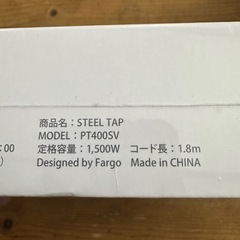 商品名：STEEL TAP
MODEL：PT400SV
:00
定格容量：1,500W コード長：1.8m
)
Designed by Fargo Made in CHINA